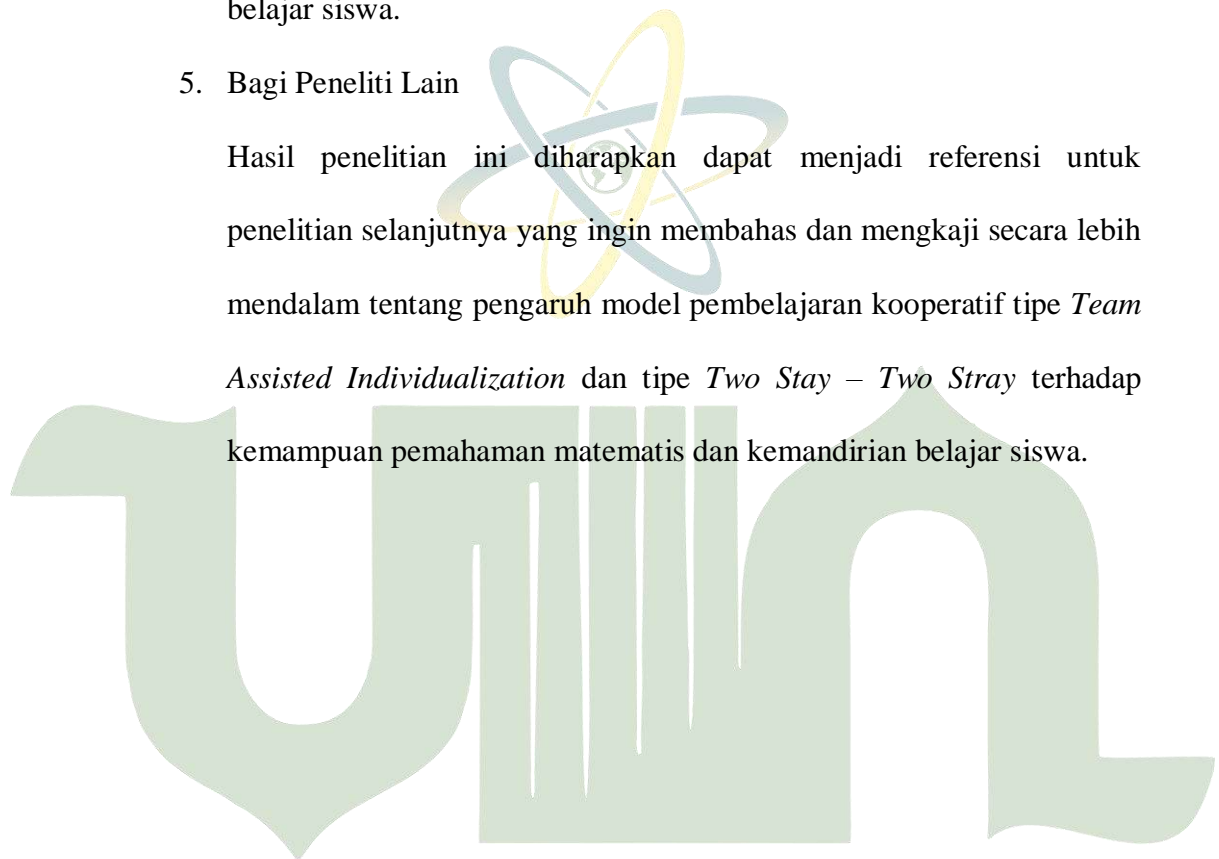 belajar siswa.
5. Bagi Peneliti Lain
Hasil penelitian ini diharapkan dapat menjadi referensi untuk
penelitian selanjutnya yang ingin membahas dan mengkaji secara lebih
mendalam tentang pengaruh model pembelajaran kooperatif tipe Team
Assisted Individualization dan tipe Two Stay – Two Stray terhadap
kemampuan pemahaman matematis dan kemandirian belajar siswa.